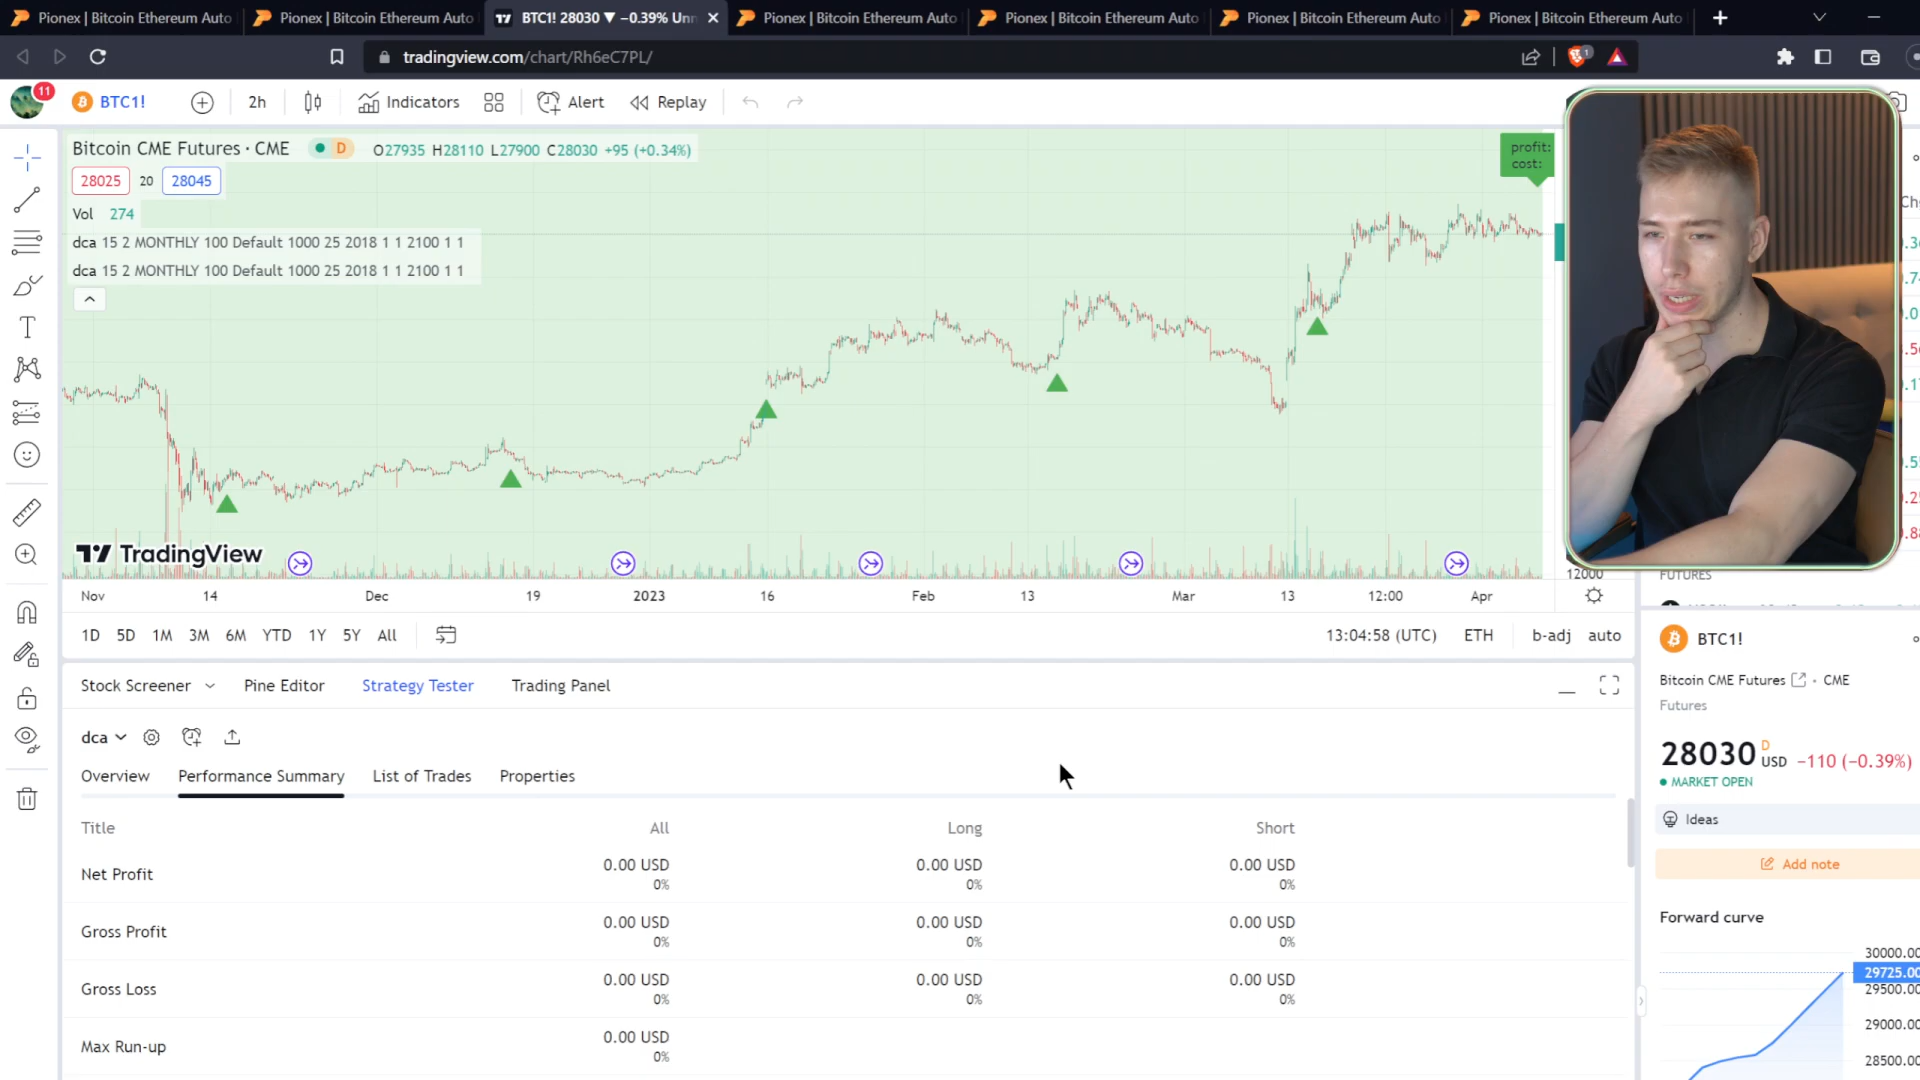 Pionex | Bitcoin Ethereum Auto
Pionex | Bitcoin Ethereum Auto
BTC1! 28030 ▼ −0.39% Unn
Pionex | Bitcoin Ethereum Auto
Pionex | Bitcoin Ethereum Auto
Pionex | Bitcoin Ethereum Auto
Pionex | Bitcoin Ethereum Auto
tradingview.com/chart/Rh6eC7PL/
1
11
BTC1!
2h
Indicators
Alert
Replay
Bitcoin CME Futures · CME
D
O27935 H28110 L27900 C28030 +95 (+0.34%)
28025
20
28045
Vol 274
dca 15 2 MONTHLY 100 Default 1000 25 2018 1 1 2100 1 1
dca 15 2 MONTHLY 100 Default 1000 25 2018 1 1 2100 1 1
profit:
cost:
TradingView
12000
Nov 14 Dec 19 2023 16 Feb 13 Mar 13 12:00 Apr
1D 5D 1M 3M 6M YTD 1Y 5Y All
13:04:58 (UTC) ETH b-adj auto
Stock Screener Pine Editor Strategy Tester Trading Panel
dca
Overview Performance Summary List of Trades Properties
Title All Long Short
Net Profit 0.00 USD 0.00 USD 0.00 USD
0% 0% 0%
Gross Profit 0.00 USD 0.00 USD 0.00 USD
0% 0% 0%
Gross Loss 0.00 USD 0.00 USD 0.00 USD
0% 0% 0%
Max Run-up 0.00 USD
0%
FUTURES
BTC1!
Bitcoin CME Futures · CME
Futures
28030 D USD −110 (−0.39%)
MARKET OPEN
Ideas
Add note
Forward curve
30000.00
29725.00
29500.00
29000.00
28500.00